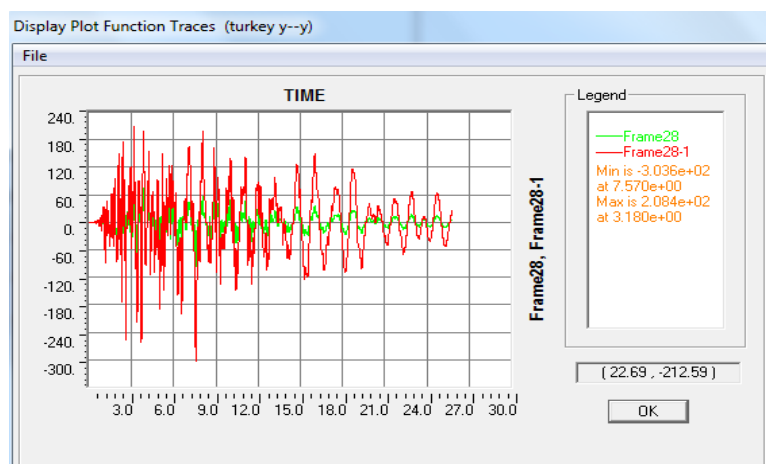 Display Plot Function Traces (turkey y--y)
File
TIME
Legend
240.
180.
120.
60.
0.
-60.
-120.
-180.
-240.
-300.
3.0 6.0 9.0 12.0 15.0 18.0 21.0 24.0 27.0 30.0
Frame28, Frame28-1
Frame28
Frame28-1
Min is -3.036e+02
at 7.570e+00
Max is 2.084e+02
at 3.180e+00
( 22.69 , -212.59 )
OK